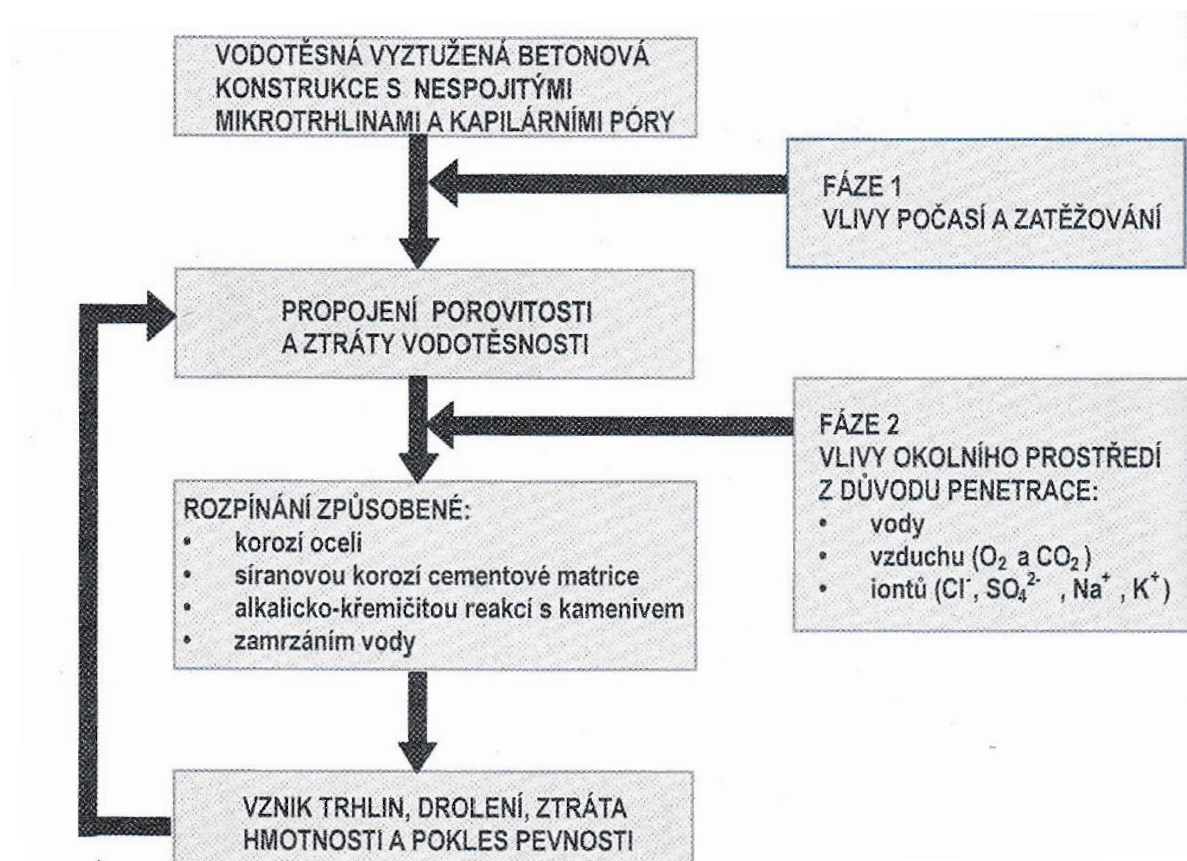 VODOTĚSNÁ VYZTUŽENÁ BETONOVÁ
KONSTRUKCE S NESPOJITÝMI
MIKROTRHLINAMI A KAPILÁRNÍMI PÓRY
FÁZE 1
VLIVY POČASÍ A ZATĚŽOVÁNÍ
PROPOJENÍ POROVITOSTI
A ZTRÁTY VODOTĚSNOSTI
FÁZE 2
VLIVY OKOLNÍHO PROSTŘEDÍ
Z DŮVODU PENETRACE:
• vody
• vzduchu (O₂ a CO₂)
• iontů (Cl⁻, SO₄²⁻ , Na⁺ , K⁺)
ROZPÍNÁNÍ ZPŮSOBENÉ:
• korozí oceli
• síranovou korozí cementové matrice
• alkalicko-křemičitou reakcí s kamenivem
• zamrzáním vody
VZNIK TRHLIN, DROLENÍ, ZTRÁTA
HMOTNOSTI A POKLES PEVNOSTI